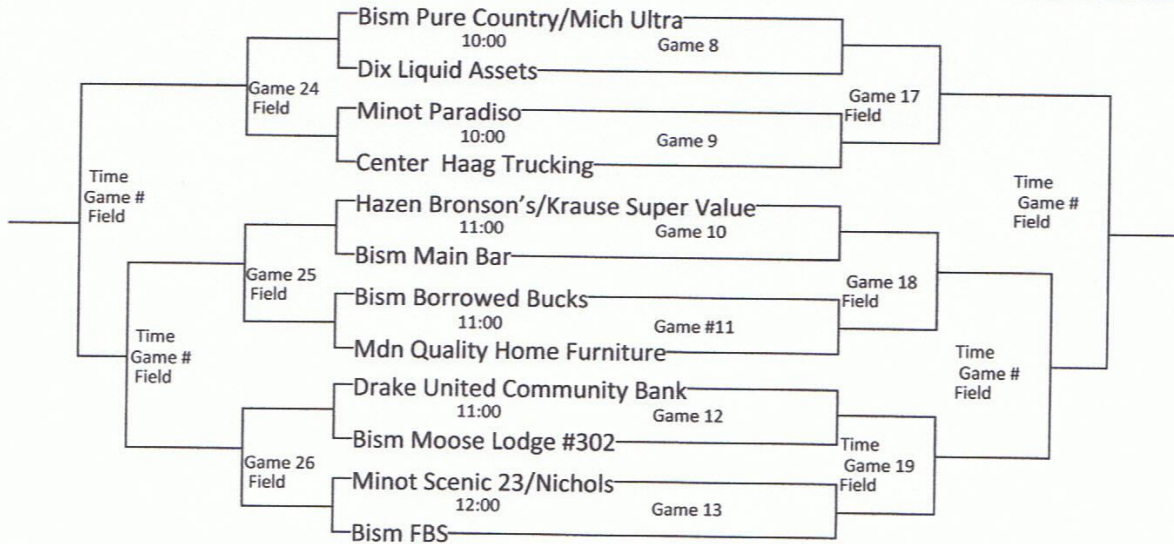 Bism Pure Country/Mich Ultra
10:00 Game 8
Dix Liquid Assets
Game 24
Field
Game 17
Field
Minot Paradiso
10:00 Game 9
Center Haag Trucking
Time
Game #
Field
Time
Game #
Field
Hazen Bronson's/Krause Super Value
11:00 Game 10
Bism Main Bar
Game 25
Field
Game 18
Field
Bism Borrowed Bucks
11:00 Game #11
Mdn Quality Home Furniture
Time
Game #
Field
Time
Game #
Field
Drake United Community Bank
11:00 Game 12
Bism Moose Lodge #302
Game 26
Field
Time
Game 19
Field
Minot Scenic 23/Nichols
12:00 Game 13
Bism FBS